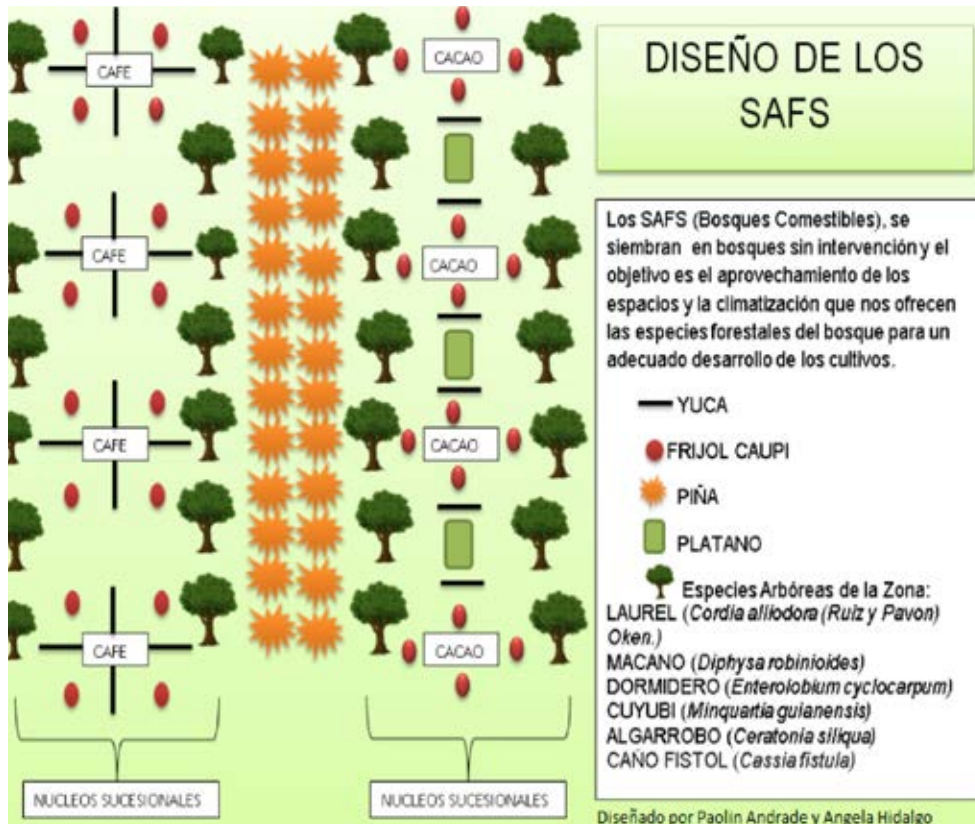 CAFE
CACAO
CAFE
CACAO
CAFE
CACAO
CAFE
CACAO
NUCLEOS SUCESIONALES
NUCLEOS SUCESIONALES
DISEÑO DE LOS
SAFS
Los SAFS (Bosques Comestibles), se
siembran en bosques sin intervención y el
objetivo es el aprovechamiento de los
espacios y la climatización que nos ofrecen
las especies forestales del bosque para un
adecuado desarrollo de los cultivos.
YUCA
FRIJOL CAUPI
PIÑA
PLATANO
Especies Arbóreas de la Zona:
LAUREL (Cordia alliodora (Ruiz y Pavon)
Oken.)
MACANO (Diphysa robinioides)
DORMIDERO (Enterolobium cyclocarpum)
CUYUBI (Minquartia guianensis)
ALGARROBO (Ceratonia siliqua)
CAÑO FISTOL (Cassia fistula)
Diseñado por Paolin Andrade y Angela Hidalgo